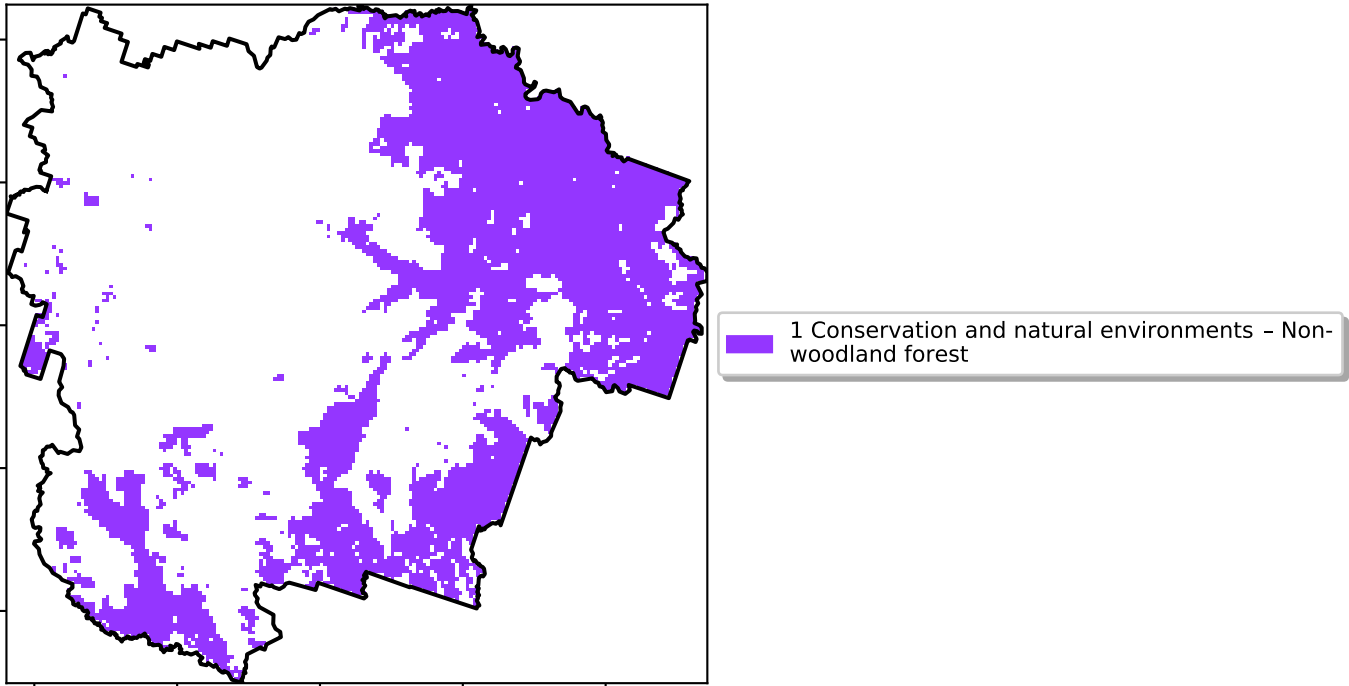 1 Conservation and natural environments – Non-
woodland forest